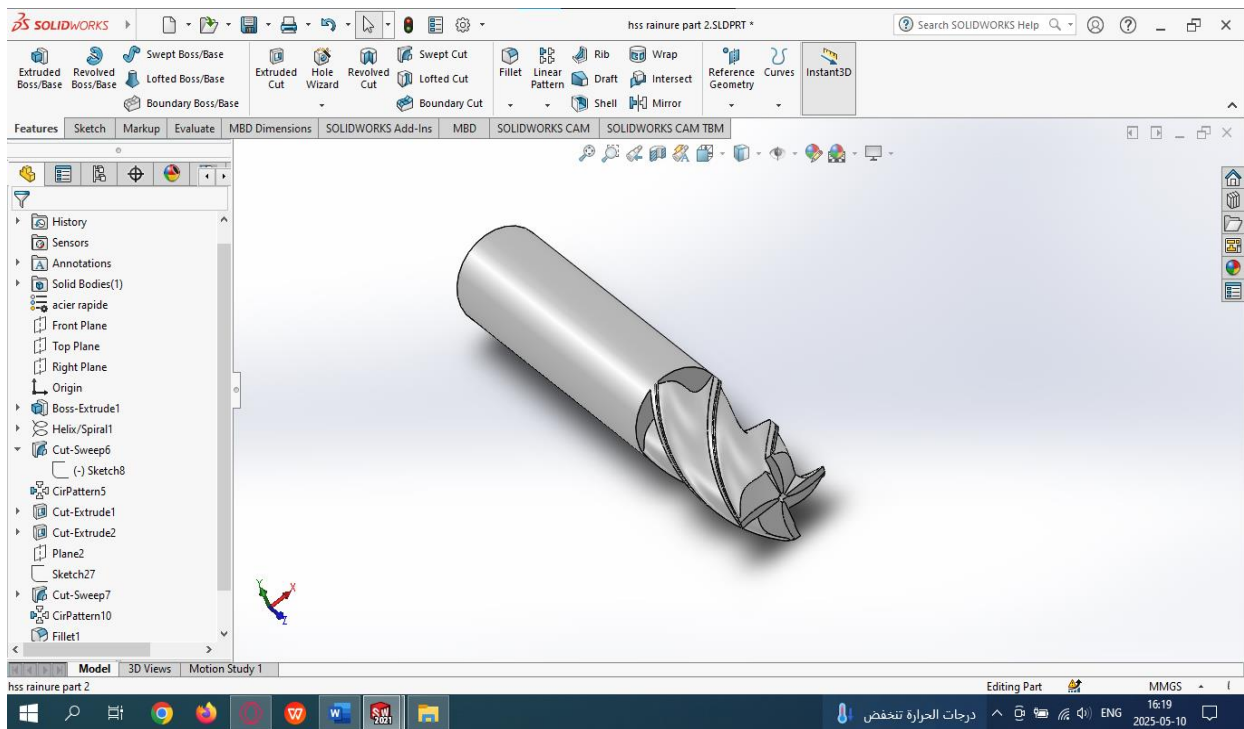 SOLIDWORKS
hss rainure part 2.SLDPRT *
Search SOLIDWORKS Help
Extruded Boss/Base
Revolved Boss/Base
Swept Boss/Base
Lofted Boss/Base
Boundary Boss/Base
Extruded Cut
Hole Wizard
Revolved Cut
Swept Cut
Lofted Cut
Boundary Cut
Fillet
Linear Pattern
Rib
Draft
Shell
Wrap
Intersect
Mirror
Reference Geometry
Curves
Instant3D
Features
Sketch
Markup
Evaluate
MBD Dimensions
SOLIDWORKS Add-Ins
MBD
SOLIDWORKS CAM
SOLIDWORKS CAM TBM
History
Sensors
Annotations
Solid Bodies(1)
acier rapide
Front Plane
Top Plane
Right Plane
Origin
Boss-Extrude1
Helix/Spiral1
Cut-Sweep6
(-) Sketch8
CirPattern5
Cut-Extrude1
Cut-Extrude2
Plane2
Sketch27
Cut-Sweep7
CirPattern10
Fillet1
Y
X
Z
Model
3D Views
Motion Study 1
hss rainure part 2
Editing Part
MMGS
SW 2021
درجات الحرارة تنخفض
ENG
16:19
2025-05-10